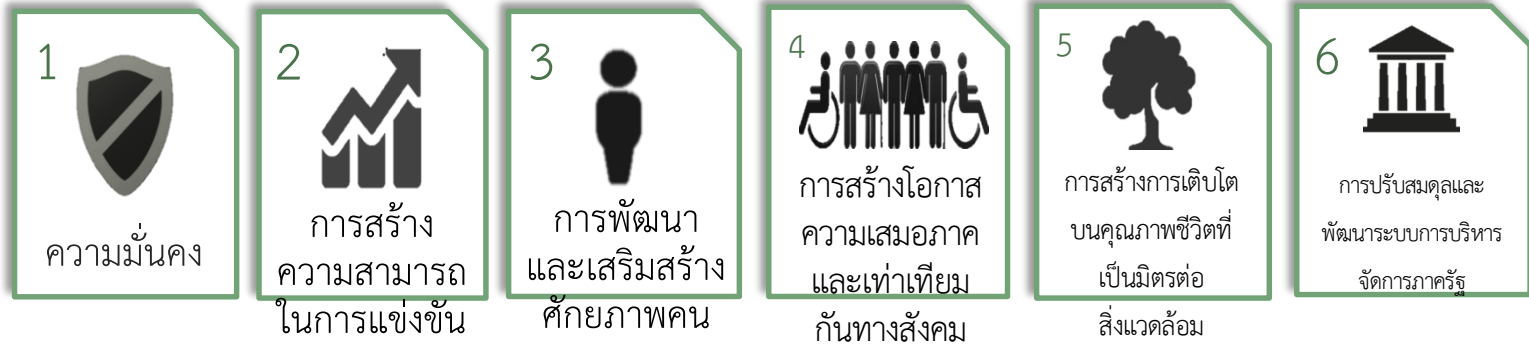 1
ความมั่นคง
2
การสร้าง
ความสามารถ
ในการแข่งขัน
3
การพัฒนา
และเสริมสร้าง
ศักยภาพคน
4
การสร้างโอกาส
ความเสมอภาค
และเท่าเทียม
กันทางสังคม
5
การสร้างการเติบโต
บนคุณภาพชีวิตที่
เป็นมิตรต่อ
สิ่งแวดล้อม
6
การปรับสมดุลและ
พัฒนาระบบการบริหาร
จัดการภาครัฐ